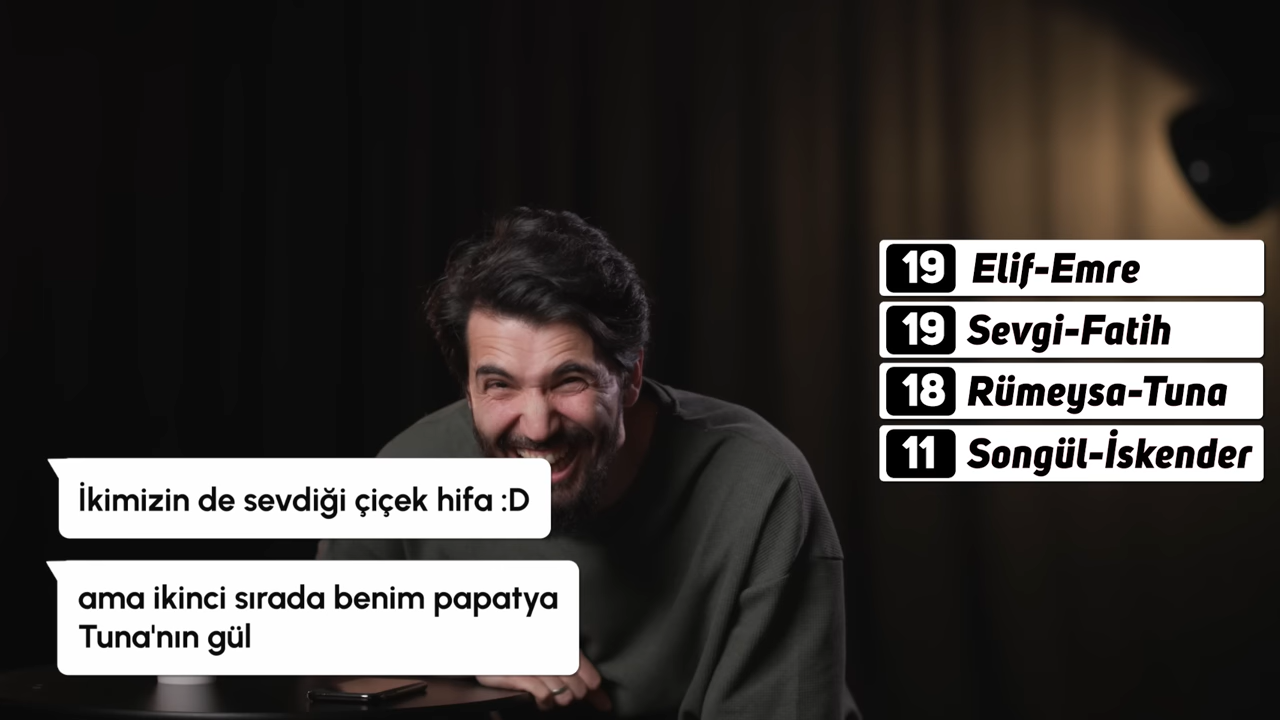 İkimizin de sevdiği çiçek hifa :D
ama ikinci sırada benim papatya
Tuna'nın gül
19 Elif-Emre
19 Sevgi-Fatih
18 Rümeysa-Tuna
11 Songül-İskender